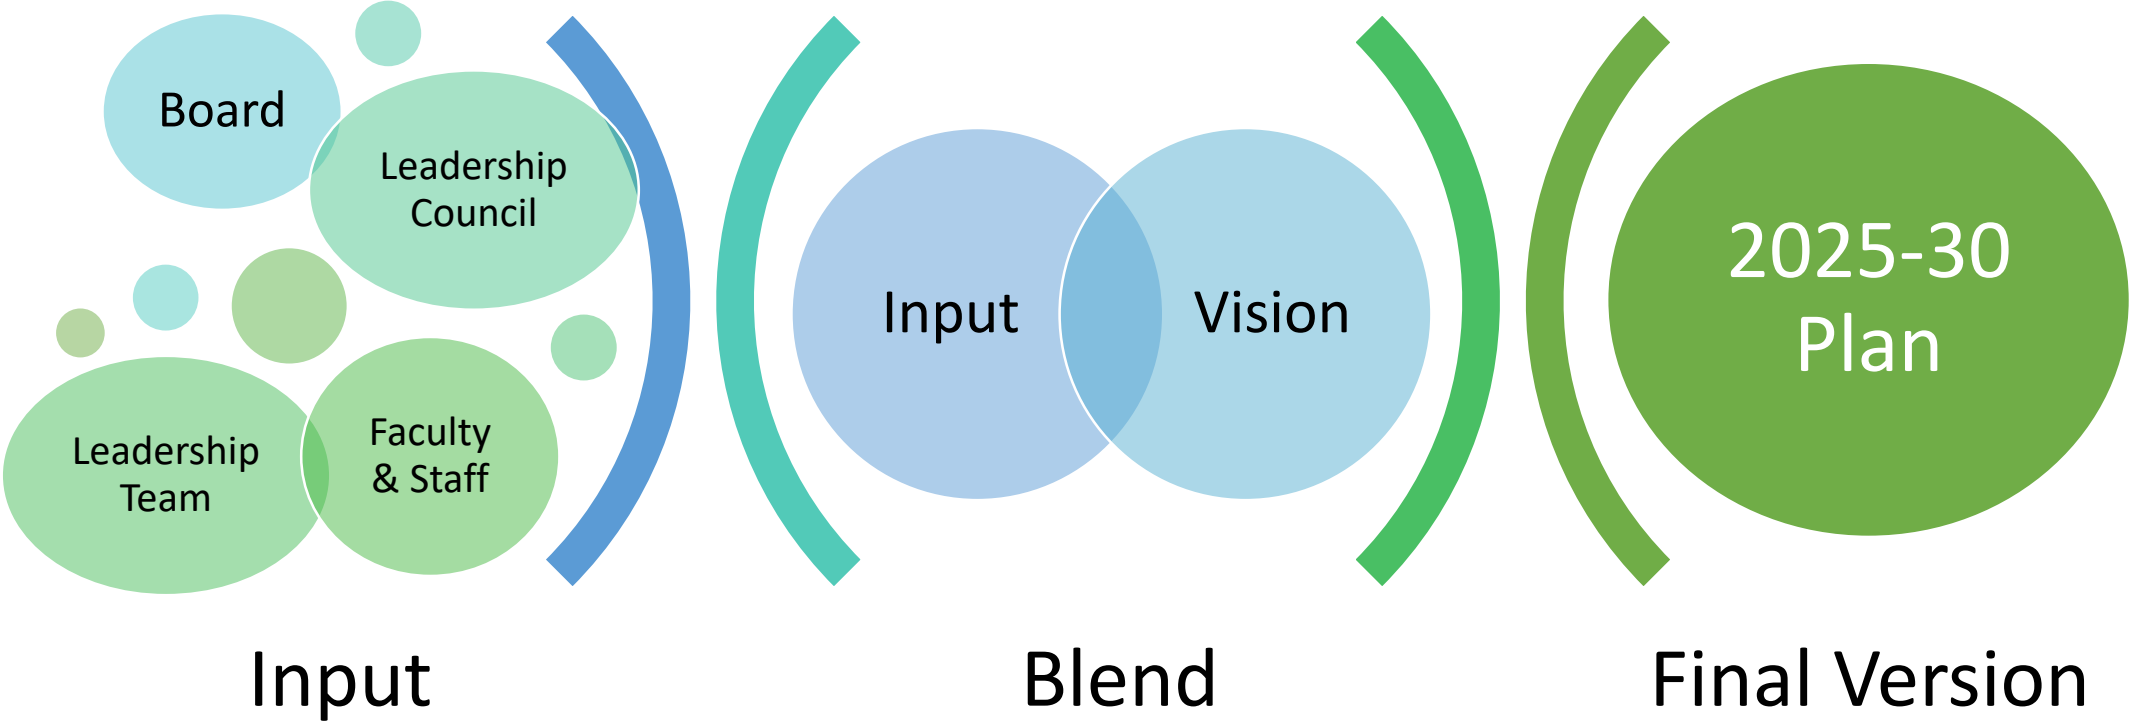 Board
Leadership
Council
Leadership
Team
Faculty
& Staff
Input
Input
Vision
Blend
2025-30
Plan
Final Version